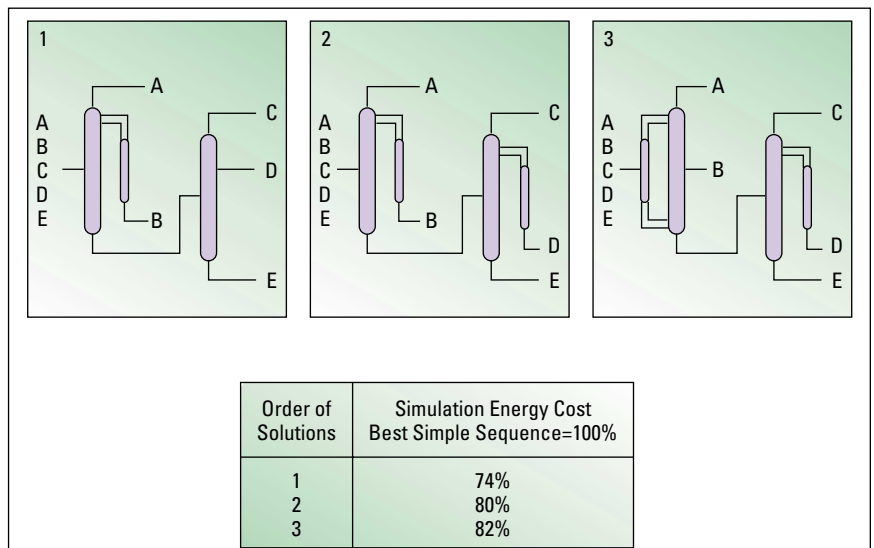 1
A
A
B
C
D
E
B
C
D
E
2
A
A
B
C
D
E
B
C
D
E
3
A
A
B
C
D
E
B
C
D
E
Order of Solutions
Simulation Energy Cost
Best Simple Sequence=100%
1 74%
2 80%
3 82%